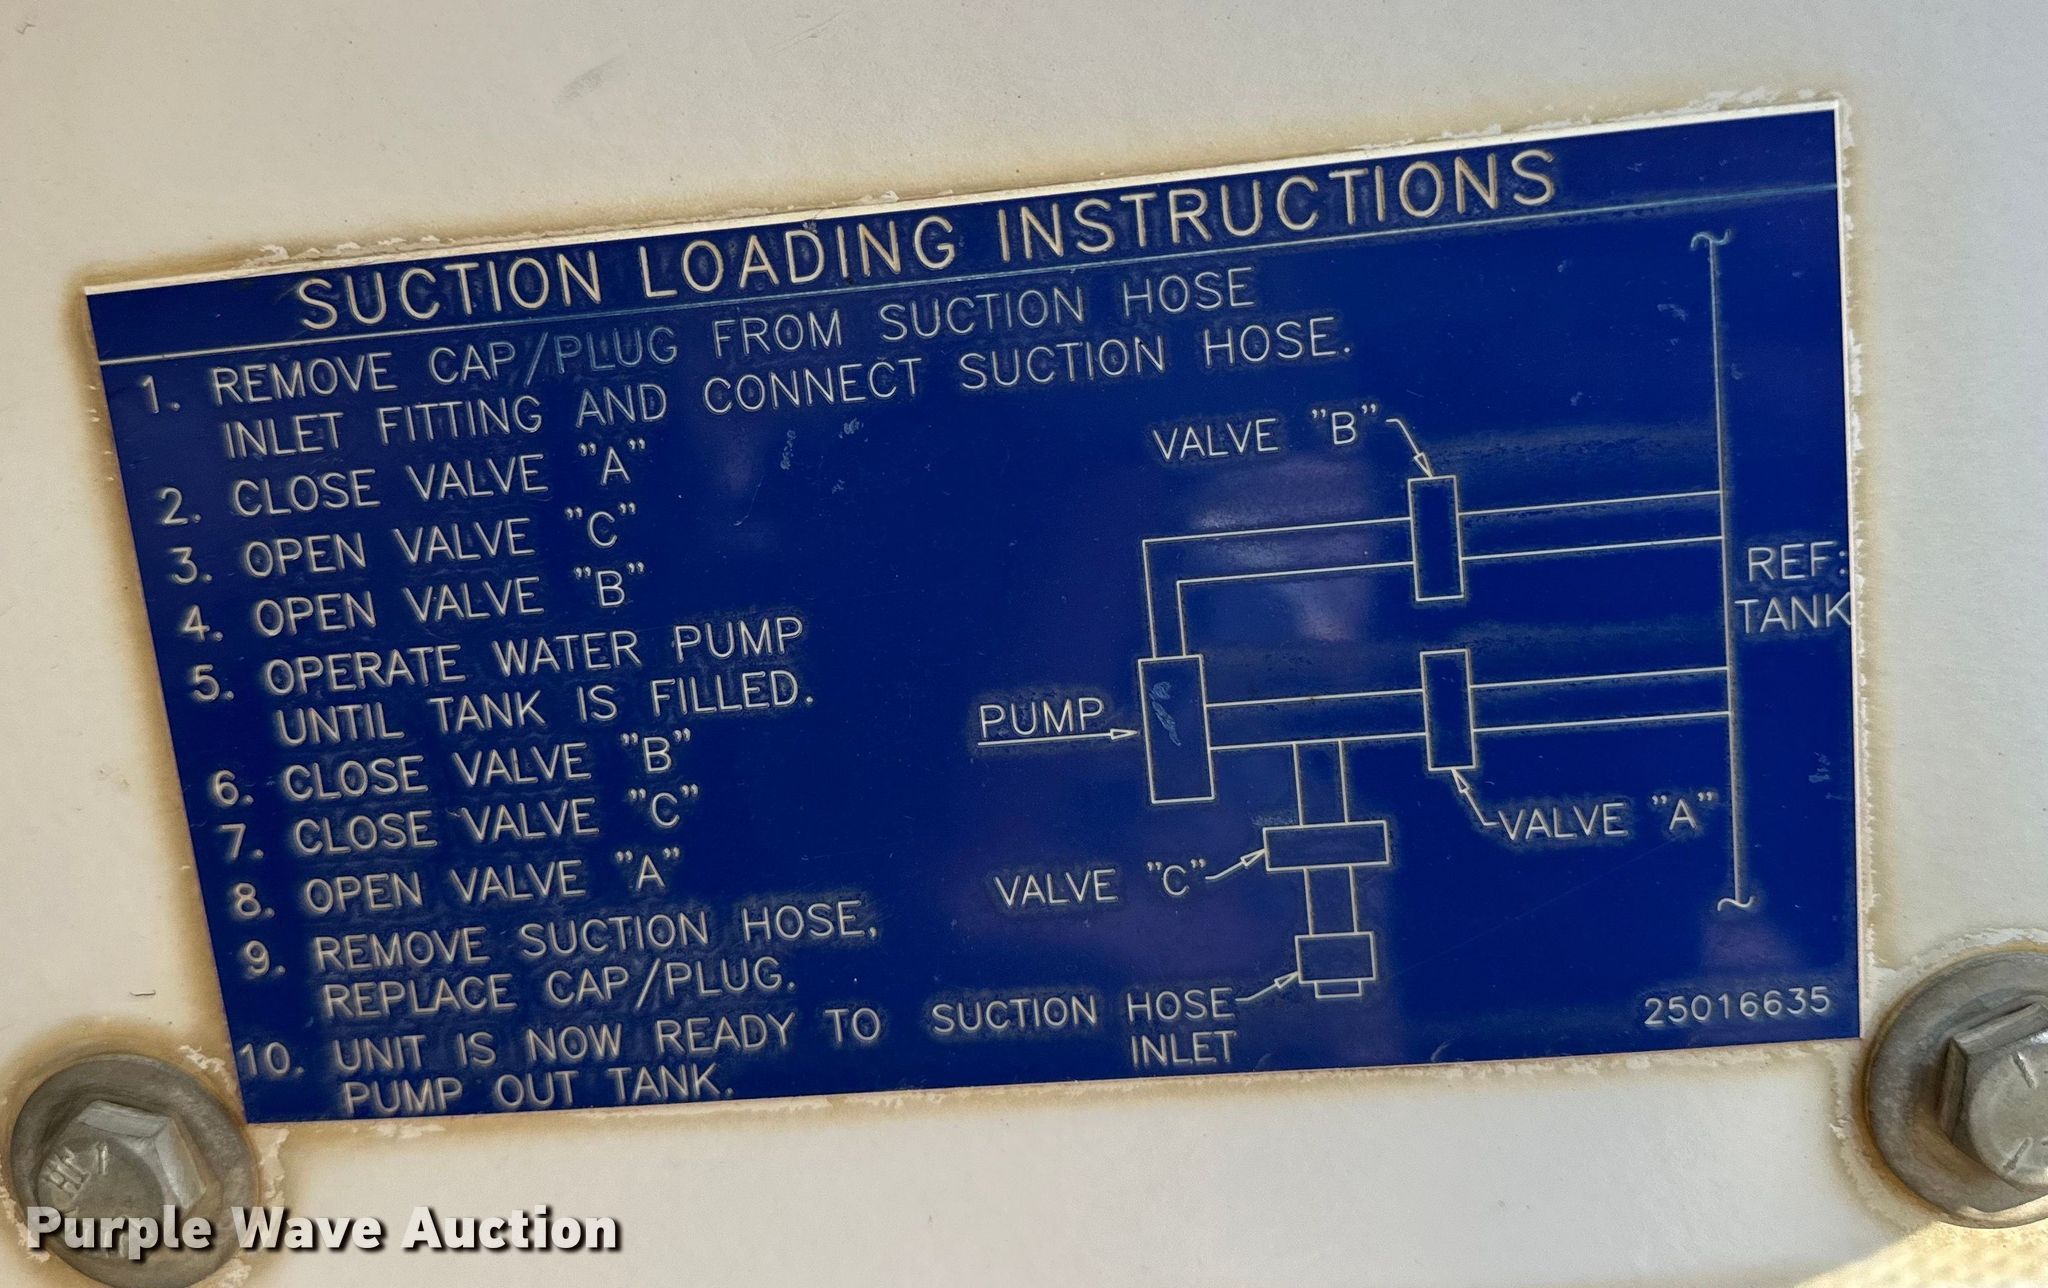 SUCTION LOADING INSTRUCTIONS
1. REMOVE CAP/PLUG FROM SUCTION HOSE
INLET FITTING AND CONNECT SUCTION HOSE.
2. CLOSE VALVE "A"
3. OPEN VALVE "C"
4. OPEN VALVE "B"
5. OPERATE WATER PUMP
UNTIL TANK IS FILLED.
6. CLOSE VALVE "B"
7. CLOSE VALVE "C"
8. OPEN VALVE "A"
9. REMOVE SUCTION HOSE,
REPLACE CAP/PLUG.
10. UNIT IS NOW READY TO
PUMP OUT TANK.
VALVE "B"
REF:
TANK
PUMP
VALVE "A"
VALVE "C"
SUCTION HOSE
INLET
25016635
Purple Wave Auction